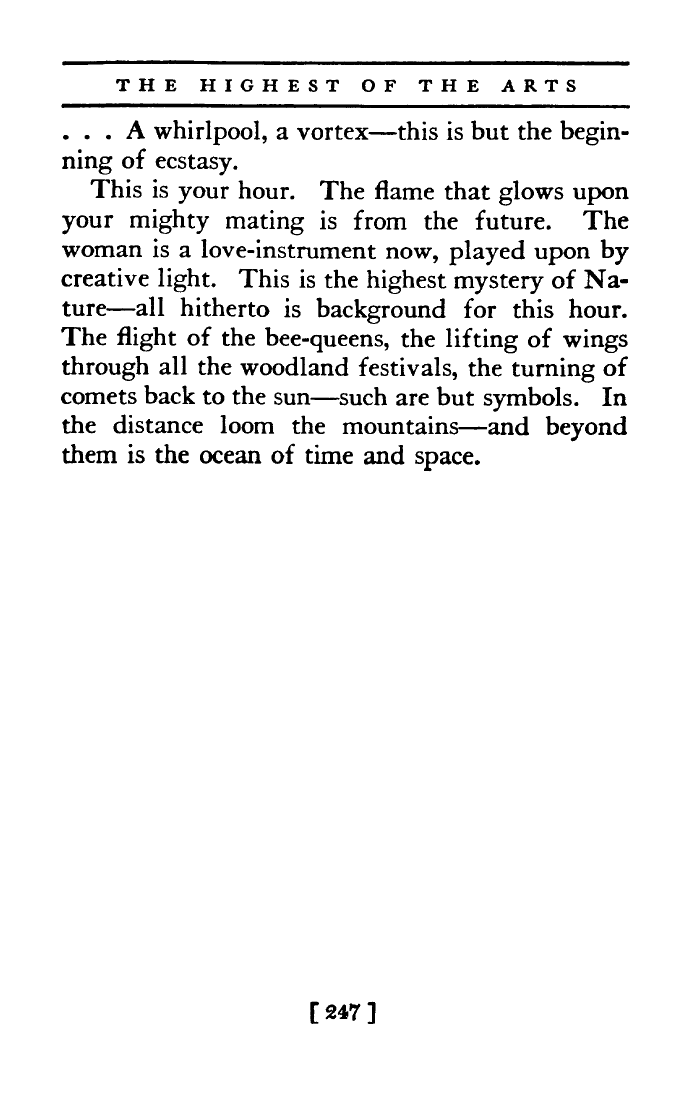 THE HIGHEST OF THE ARTS
. . . A whirlpool, a vortex—this is but the begin-
ning of ecstasy.
This is your hour. The flame that glows upon
your mighty mating is from the future. The
woman is a love-instrument now, played upon by
creative light. This is the highest mystery of Na-
ture—all hitherto is background for this hour.
The flight of the bee-queens, the lifting of wings
through all the woodland festivals, the turning of
comets back to the sun—such are but symbols. In
the distance loom the mountains—and beyond
them is the ocean of time and space.
[ 247 ]